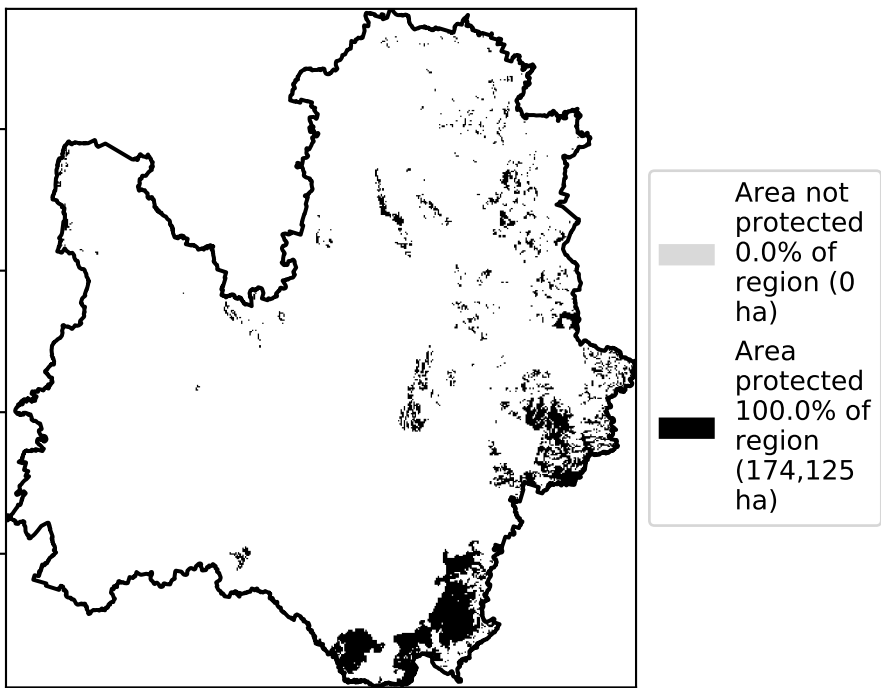 Area not
protected
0.0% of
region (0
ha)
Area
protected
100.0% of
region
(174,125
ha)